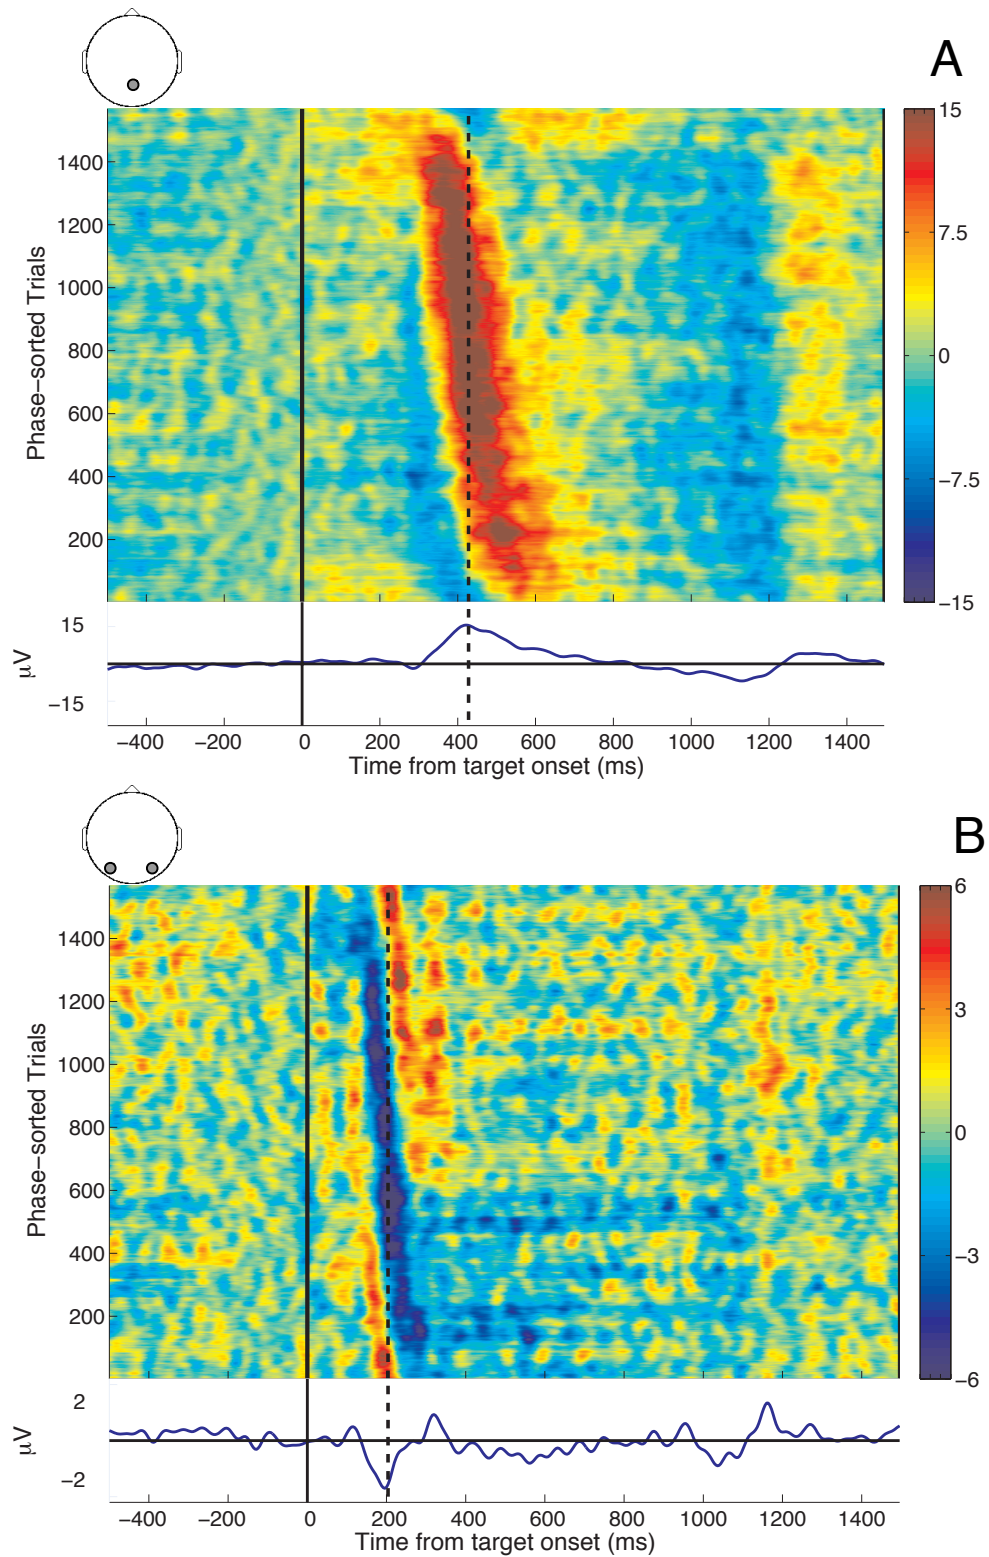 A
15
7.5
0
−7.5
−15
Phase−sorted Trials
1400
1200
1000
800
600
400
200
μV
15
−15
−400 −200 0 200 400 600 800 1000 1200 1400
Time from target onset (ms)
B
6
3
0
−3
−6
Phase−sorted Trials
1400
1200
1000
800
600
400
200
μV
2
−2
−400 −200 0 200 400 600 800 1000 1200 1400
Time from target onset (ms)